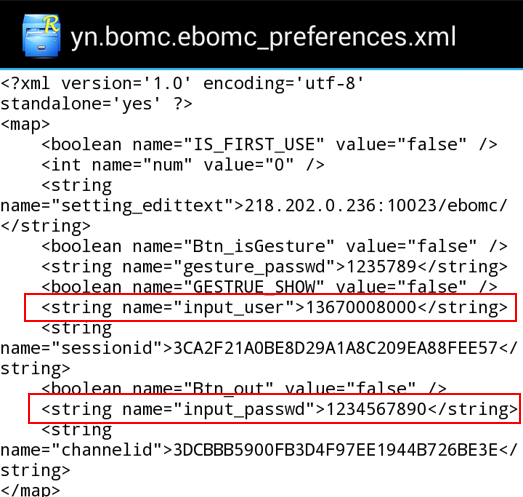 R
yn.bomc.ebomc_preferences.xml
<?xml version='1.0' encoding='utf-8'
standalone='yes' ?>
<map>
<boolean name="IS_FIRST_USE" value="false" />
<int name="num" value="0" />
<string
name="setting_edittext">218.202.0.236:10023/ebomc/
</string>
<boolean name="Btn_isGesture" value="false" />
<string name="gesture_passwd">1235789</string>
<boolean name="GESTRUE_SHOW" value="false" />
<string name="input_user">13670008000</string>
<string
name="sessionid">3CA2F21A0BE8D29A1A8C209EA88FEE57</
string>
<boolean name="Btn_out" value="false" />
<string name="input_passwd">1234567890</string>
<string
name="channelid">3DCBBB5900FB3D4F97EE1944B726BE3E</
string>
</map>